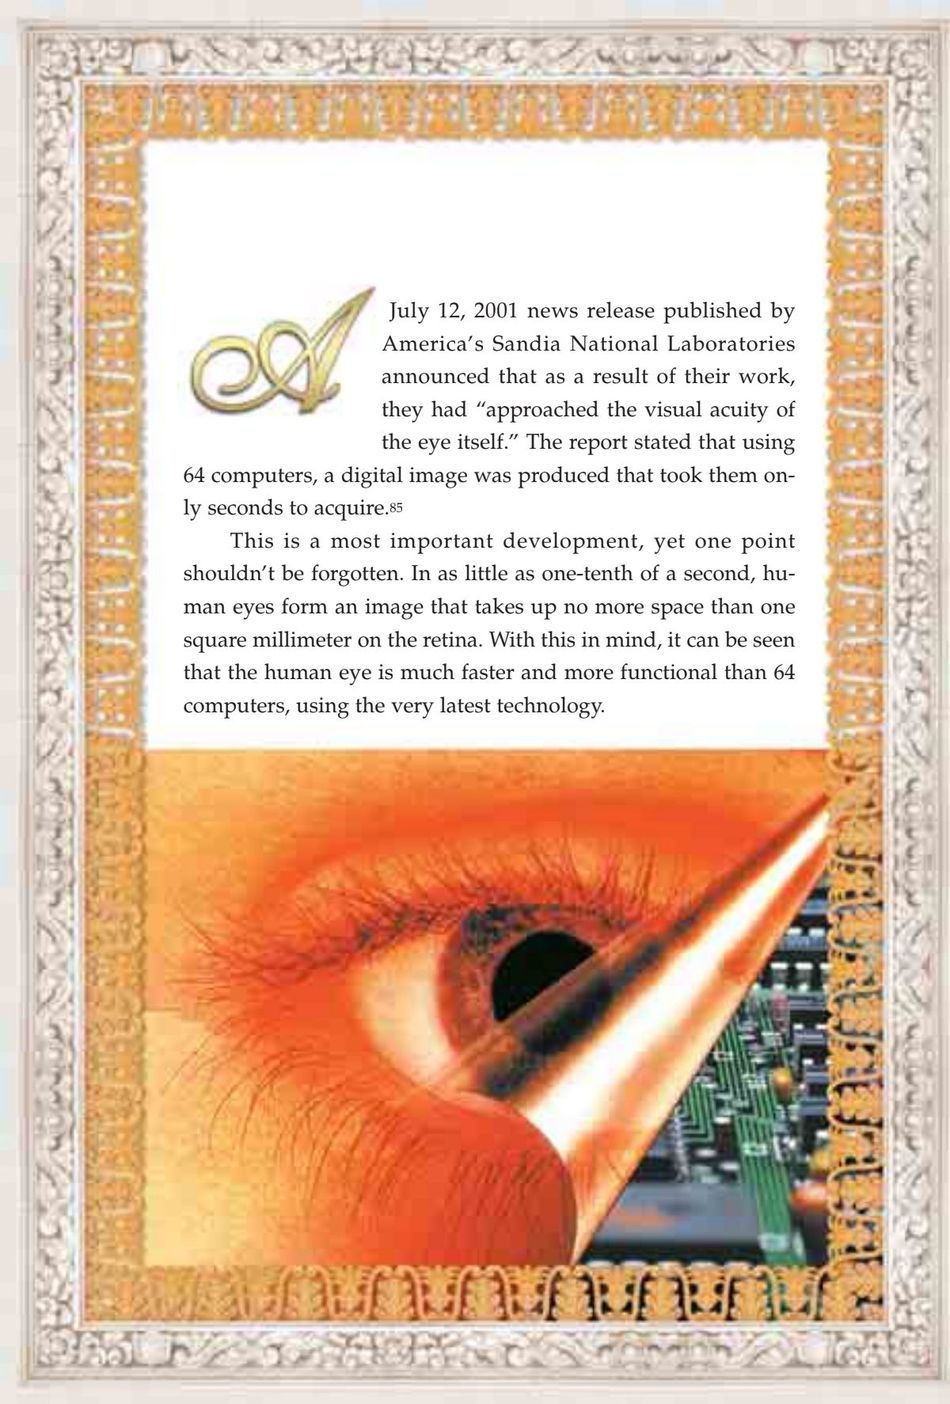 A July 12, 2001 news release published by
America's Sandia National Laboratories
announced that as a result of their work,
they had “approached the visual acuity of
the eye itself.” The report stated that using
64 computers, a digital image was produced that took them on-
ly seconds to acquire.85
This is a most important development, yet one point
shouldn't be forgotten. In as little as one-tenth of a second, hu-
man eyes form an image that takes up no more space than one
square millimeter on the retina. With this in mind, it can be seen
that the human eye is much faster and more functional than 64
computers, using the very latest technology.